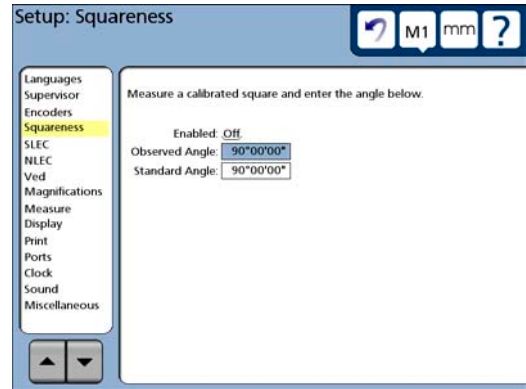 Setup: Squareness
M1
mm
?
Languages
Supervisor
Encoders
Squareness
SLEC
NLEC
Ved
Magnifications
Measure
Display
Print
Ports
Clock
Sound
Miscellaneous
Measure a calibrated square and enter the angle below.
Enabled: Off
Observed Angle: 90°00'00"
Standard Angle: 90°00'00"